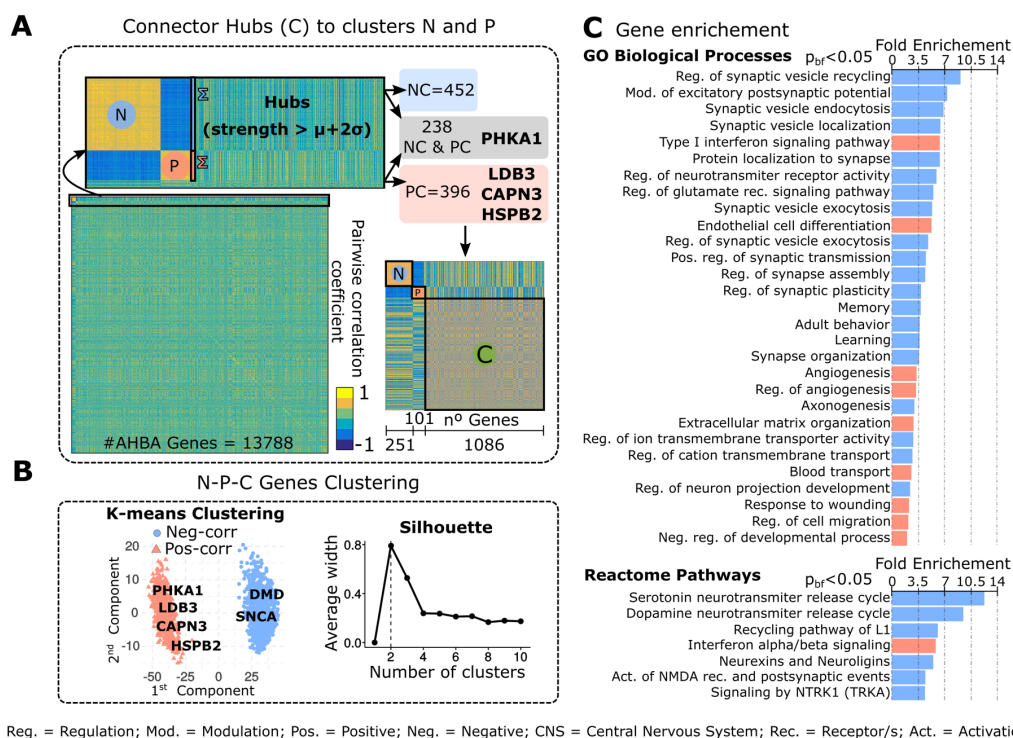 A
Connector Hubs (C) to clusters N and P
N
P
Σ
Σ
Hubs
(strength > μ+2σ)
NC=452
238
NC & PC
PHKA1
PC=396
LDB3
CAPN3
HSPB2
Pairwise correlation
coefficient
1
-1
#AHBA Genes = 13788
N
P
C
101
nº Genes
251
1086
B
N-P-C Genes Clustering
K-means Clustering
Neg-corr
Pos-corr
20
10
0
-10
2nd Component
PHKA1
LDB3
CAPN3
HSPB2
DMD
SNCA
-50
-25
0
25
1st Component
Silhouette
Average width
0.8
0.4
0.0
2
4
6
8
10
Number of clusters
C
Gene enrichment
GO Biological Processes
pbf<0.05
Fold Enrichment
0 3.5 7 10.5 14
Reg. of synaptic vesicle recycling
Mod. of excitatory postsynaptic potential
Synaptic vesicle endocytosis
Synaptic vesicle localization
Type I interferon signaling pathway
Protein localization to synapse
Reg. of neurotransmiter receptor activity
Reg. of glutamate rec. signaling pathway
Synaptic vesicle exocytosis
Endothelial cell differentiation
Reg. of synaptic vesicle exocytosis
Pos. reg. of synaptic transmission
Reg. of synapse assembly
Reg. of synaptic plasticity
Memory
Adult behavior
Learning
Synapse organization
Angiogenesis
Reg. of angiogenesis
Axonogenesis
Extracellular matrix organization
Reg. of ion transmembrane transporter activity
Reg. of cation transmembrane transport
Blood transport
Reg. of neuron projection development
Response to wounding
Reg. of cell migration
Neg. reg. of developmental process
Reactome Pathways
pbf<0.05
Fold Enrichment
0 3.5 7 10.5 14
Serotonin neurotransmiter release cycle
Dopamine neurotransmiter release cycle
Recycling pathway of L1
Interferon alpha/beta signaling
Neurexins and Neuroligins
Act. of NMDA rec. and postsynaptic events
Signaling by NTRK1 (TRKA)
Reg. = Regulation; Mod. = Modulation; Pos. = Positive; Neg. = Negative; CNS = Central Nervous System; Rec. = Receptor/s; Act. = Activati